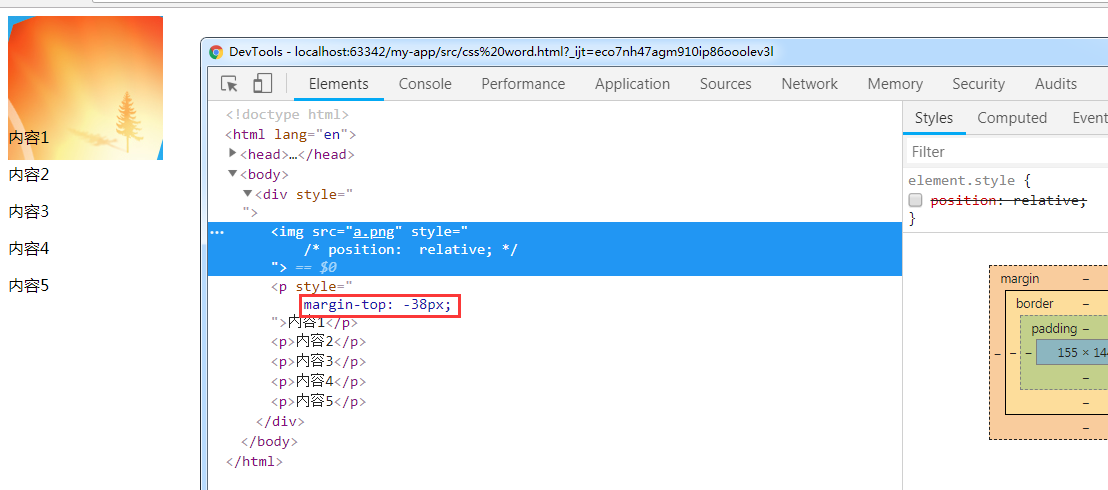 内容1
内容2
内容3
内容4
内容5
DevTools - localhost:63342/my-app/src/css%20word.html?_ijt=eco7nh47agm910ip86ooolev3l
Elements Console Performance Application Sources Network Memory Security Audits
<!doctype html>
<html lang="en">
<head>…</head>
<body>
<div style="
">
… <img src="a.png" style="
/* position:  relative; */
"> == $0
<p style="
margin-top: -38px;
">内容1</p>
<p>内容2</p>
<p>内容3</p>
<p>内容4</p>
<p>内容5</p>
</div>
</body>
</html>
Styles Computed Event
Filter
element.style {
position: relative;
}
margin –
border –
padding –
– – – 155 × 14
–
–
–